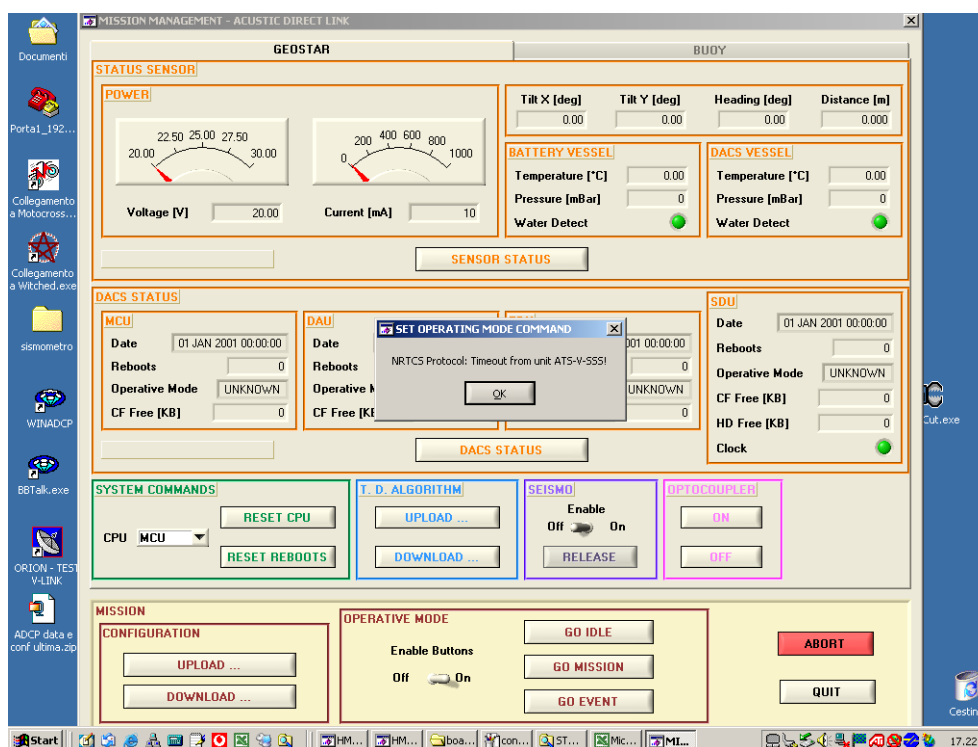 MISSION MANAGEMENT - ACUSTIC DIRECT LINK
GEOSTAR
BUOY
STATUS SENSOR
POWER
20.00 22.50 25.00 27.50 30.00
0 200 400 600 800 1000
Voltage [V] 20.00
Current [mA] 10
Tilt X [deg] Tilt Y [deg] Heading [deg] Distance [m]
0.00 0.00 0.00 0.000
BATTERY VESSEL
Temperature [°C] 0.00
Pressure [mBar] 0
Water Detect
DACS VESSEL
Temperature [°C] 0.00
Pressure [mBar] 0
Water Detect
SENSOR STATUS
DACS STATUS
MCU
Date 01 JAN 2001 00:00:00
Reboots 0
Operative Mode UNKNOWN
CF Free [KB] 0
DAU
Date
Reboots
Operative M
CF Free [KB
001 00:00:00
0
UNKNOWN
0
SDU
Date 01 JAN 2001 00:00:00
Reboots 0
Operative Mode UNKNOWN
CF Free [KB] 0
HD Free [KB] 0
Clock
SET OPERATING MODE COMMAND
NRTCS Protocol: Timeout from unit ATS-V-SSS!
OK
DACS STATUS
SYSTEM COMMANDS
CPU MCU
RESET CPU
RESET REBOOTS
T. D. ALGORITHM
UPLOAD ...
DOWNLOAD ...
SEISMO
Enable
Off On
RELEASE
OPTOCOUPLER
ON
OFF
MISSION
CONFIGURATION
UPLOAD ...
DOWNLOAD ...
OPERATIVE MODE
Enable Buttons
Off On
GO IDLE
GO MISSION
GO EVENT
ABORT
QUIT
Documenti
Porta1_192...
Collegamento
a Motocross...
Collegamento
a Witched.exe
sismometro
WINADCP
BBTalk.exe
ORION - TEST
V-LINK
ADCP data e
conf ultima.zip
Cut.exe
Cestin
Start
HM...
HM...
boa...
con...
ST...
Mic...
MI...
17.22